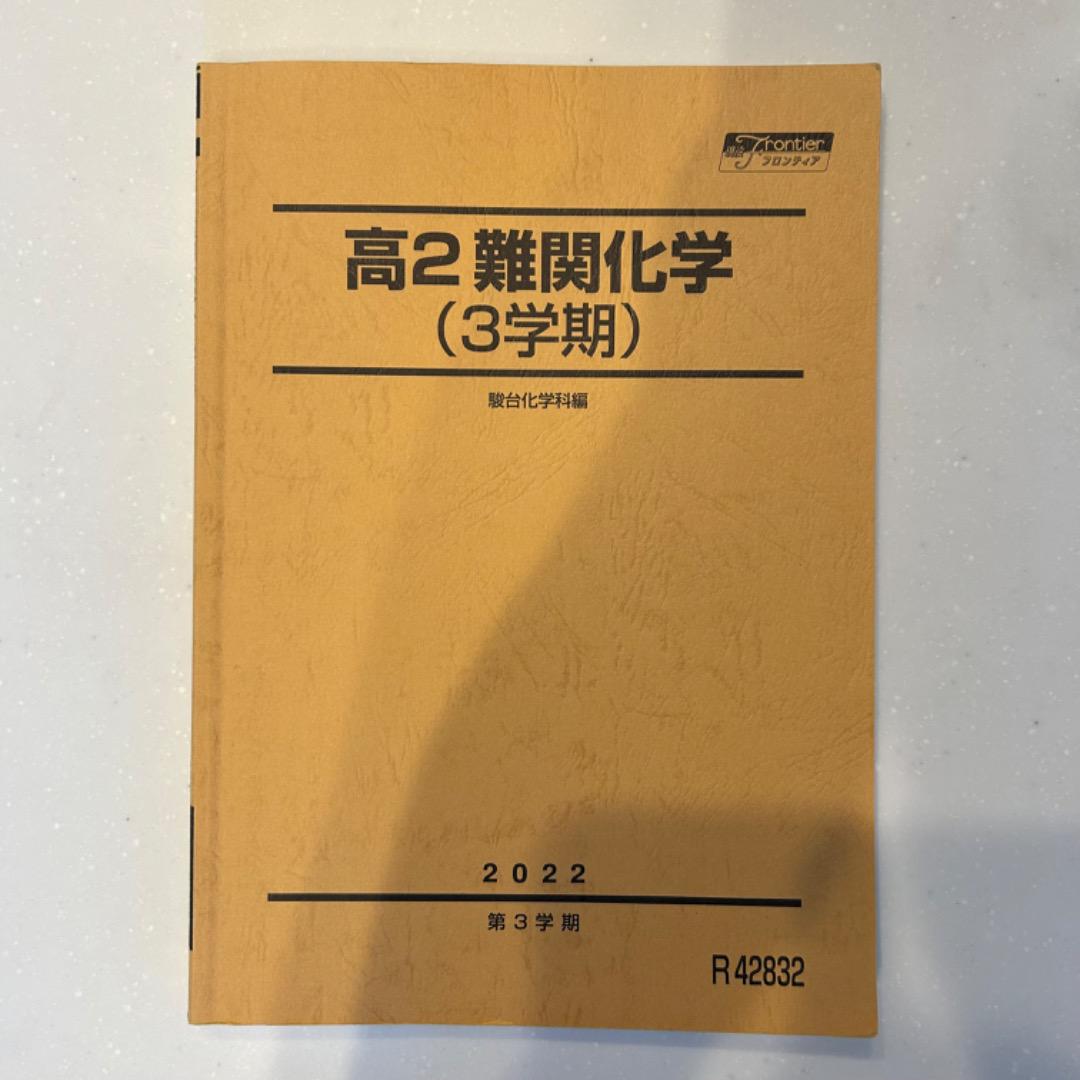 Frontier
フロンティア
高2 難関化学
(3学期)
駿台化学科編
2022
第3学期
R42832